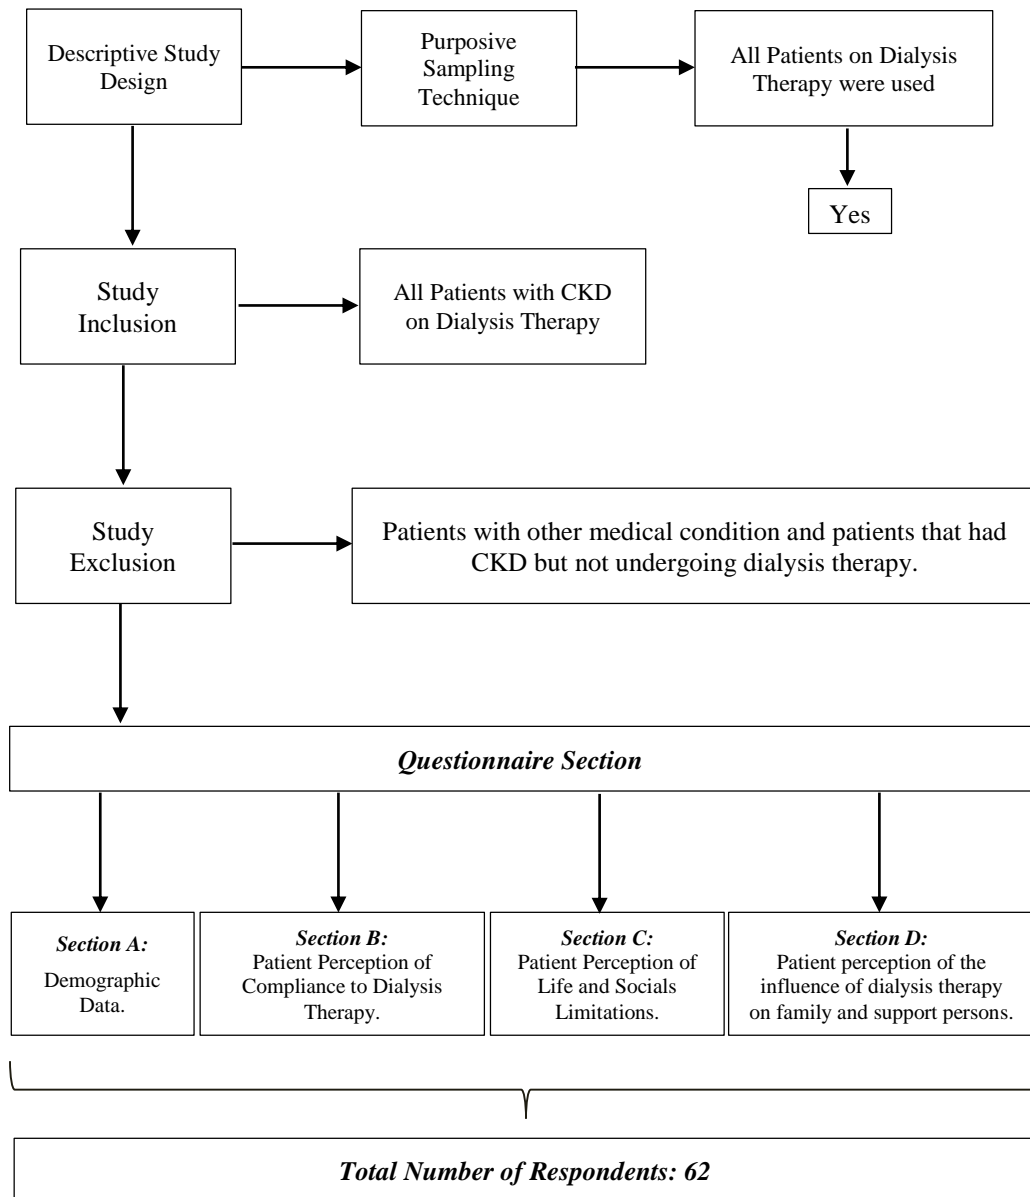 Descriptive Study
Design
Purposive
Sampling
Technique
All Patients on Dialysis
Therapy were used
Yes
Study
Inclusion
All Patients with CKD
on Dialysis Therapy
Study
Exclusion
Patients with other medical condition and patients that had
CKD but not undergoing dialysis therapy.
Questionnaire Section
Section A:
Demographic
Data.
Section B:
Patient Perception of
Compliance to Dialysis
Therapy.
Section C:
Patient Perception of
Life and Socials
Limitations.
Section D:
Patient perception of the
influence of dialysis therapy
on family and support persons.
Total Number of Respondents: 62